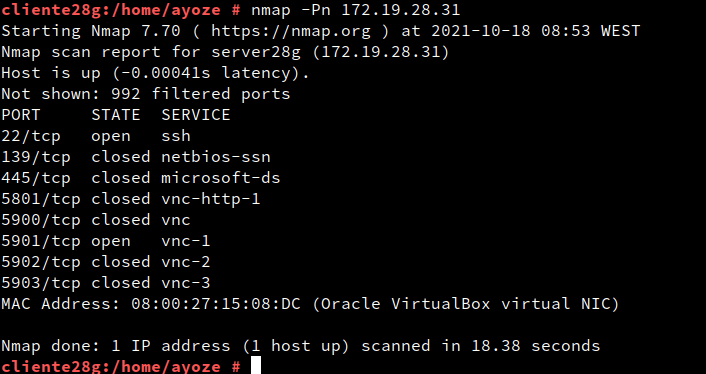 cliente28g:/home/ayoze # nmap -Pn 172.19.28.31
Starting Nmap 7.70 ( https://nmap.org ) at 2021-10-18 08:53 WEST
Nmap scan report for server28g (172.19.28.31)
Host is up (-0.00041s latency).
Not shown: 992 filtered ports
PORT     STATE  SERVICE
22/tcp   open   ssh
139/tcp  closed netbios-ssn
445/tcp  closed microsoft-ds
5801/tcp closed vnc-http-1
5900/tcp closed vnc
5901/tcp open   vnc-1
5902/tcp closed vnc-2
5903/tcp closed vnc-3
MAC Address: 08:00:27:15:08:DC (Oracle VirtualBox virtual NIC)

Nmap done: 1 IP address (1 host up) scanned in 18.38 seconds
cliente28g:/home/ayoze #